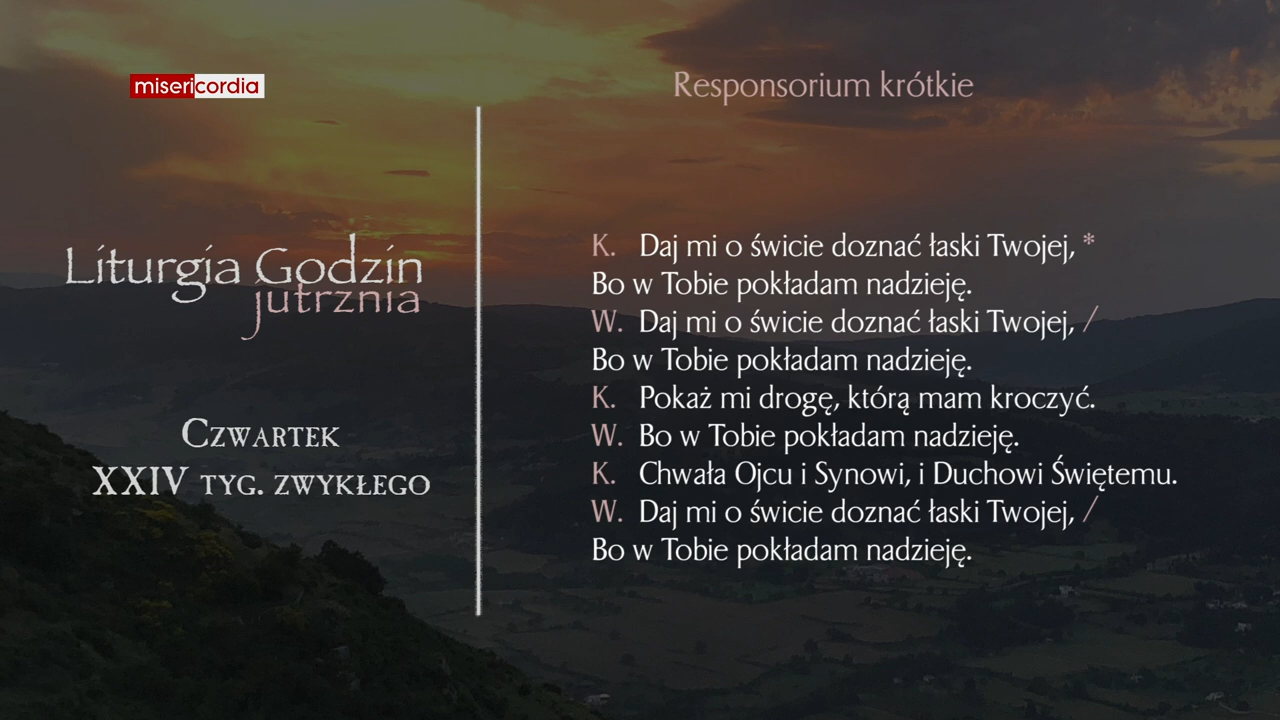 misericordia
Responsorium krótkie
Liturgia Godzin
jutrznia
Czwartek
XXIV tyg. zwykłego
K. Daj mi o świcie doznać łaski Twojej, *
Bo w Tobie pokładam nadzieję.
W. Daj mi o świcie doznać łaski Twojej, /
Bo w Tobie pokładam nadzieję.
K. Pokaż mi drogę, którą mam kroczyć.
W. Bo w Tobie pokładam nadzieję.
K. Chwała Ojcu i Synowi, i Duchowi Świętemu.
W. Daj mi o świcie doznać łaski Twojej, /
Bo w Tobie pokładam nadzieję.